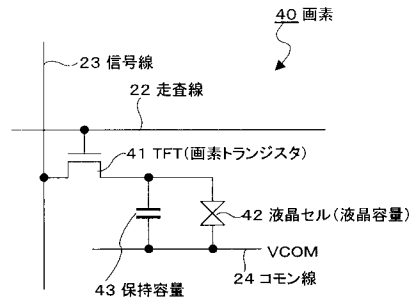 40 画素
23 信号線
22 走査線
41 TFT(画素トランジスタ)
42 液晶セル(液晶容量)
VCOM
24 コモン線
43 保持容量